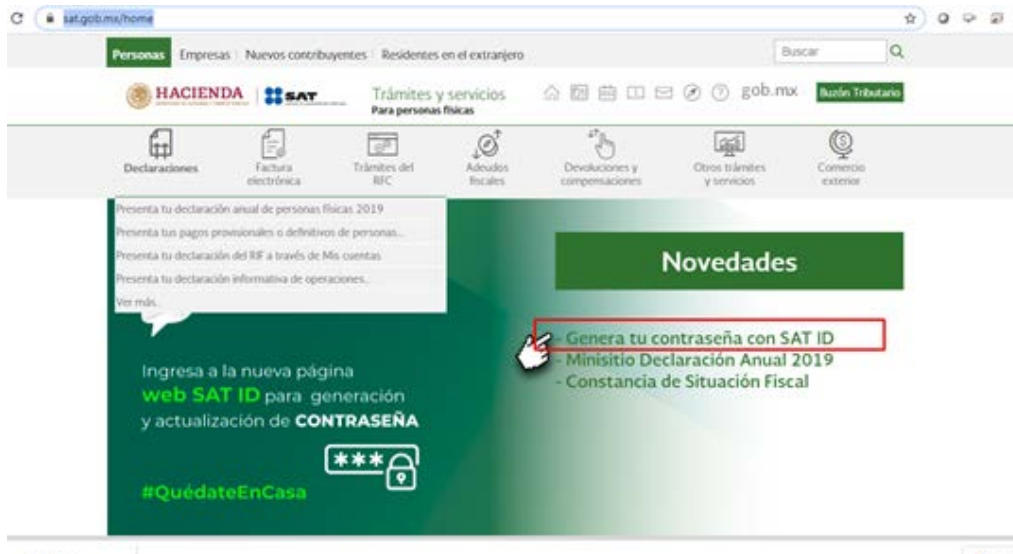 sat.gob.mx/home
Personas Empresas Nuevos contribuyentes Residentes en el extranjero Buscar
HACIENDA SAT Trámites y servicios gob.mx Buzón Tributario
Para personas físicas
Declaraciones Factura electrónica Trámites del RFC Adeudos fiscales Devoluciones y compensaciones Otros trámites y servicios Comercio exterior
Presenta tu declaración anual de personas físicas 2019
Presenta tus pagos provisionales o definitivos de personas...
Presenta tu declaración del RIF a través de Mis cuentas
Presenta tu declaración informativa de operaciones...
Ver más...
Novedades
- Genera tu contraseña con SAT ID
- Minisitio Declaración Anual 2019
- Constancia de Situación Fiscal
Ingresa a la nueva página
web SAT ID para generación
y actualización de CONTRASEÑA
***
#QuédateEnCasa